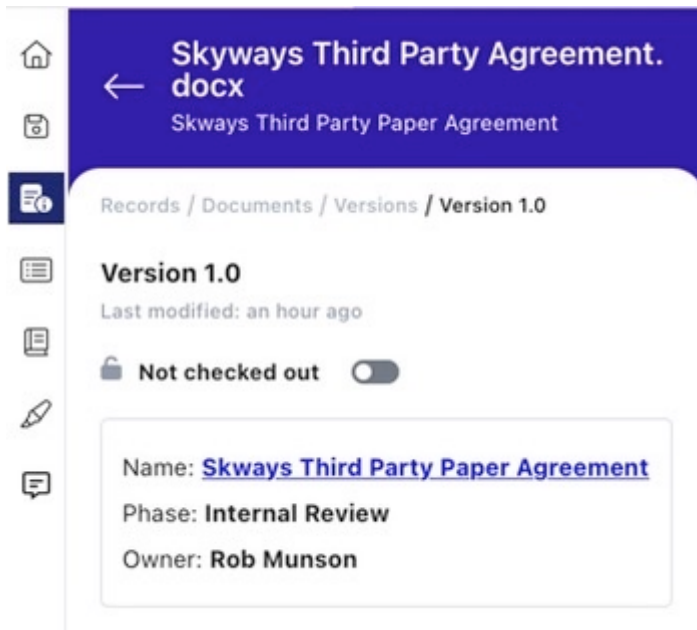 Skyways Third Party Agreement.
docx
Skways Third Party Paper Agreement
Records / Documents / Versions / Version 1.0
Version 1.0
Last modified: an hour ago
Not checked out
Name: Skways Third Party Paper Agreement
Phase: Internal Review
Owner: Rob Munson